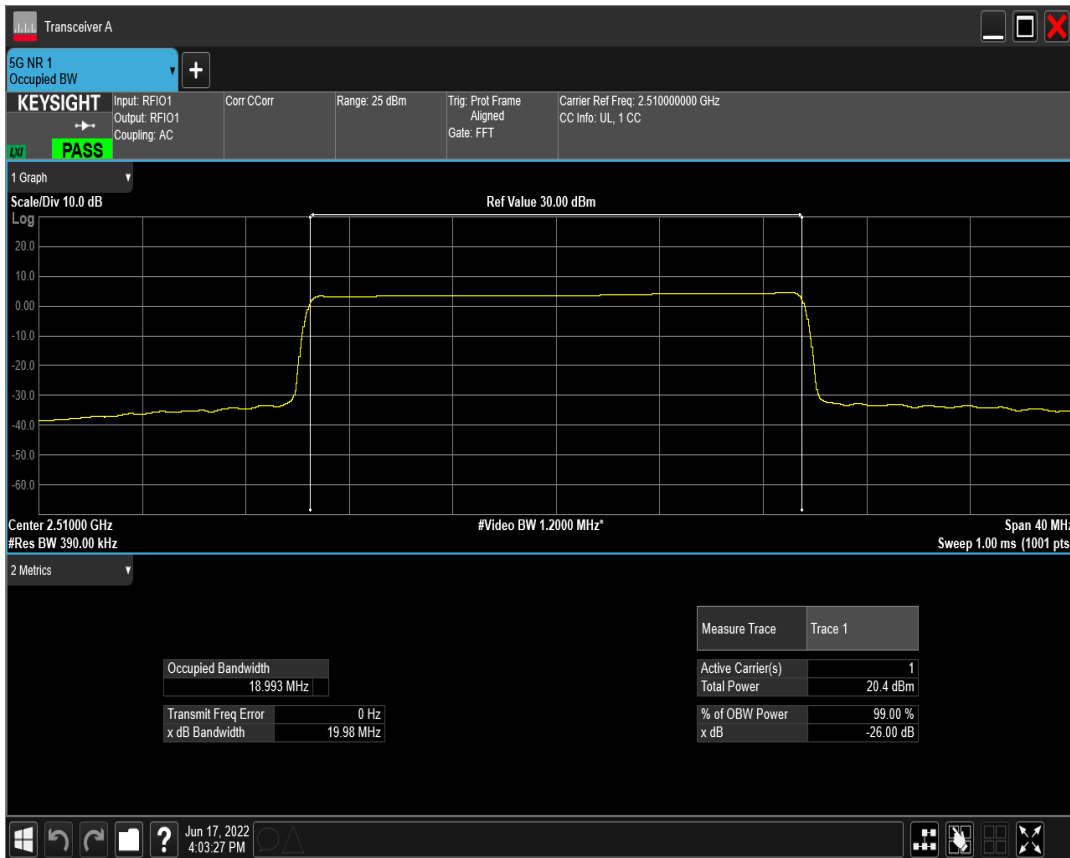 Transceiver A
5G NR 1
Occupied BW
+
KEYSIGHT
LXI
PASS
Input: RFIO1
Output: RFIO1
Coupling: AC
Corr CCorr
Range: 25 dBm
Trig: Prot Frame
Aligned
Gate: FFT
Carrier Ref Freq: 2.510000000 GHz
CC Info: UL, 1 CC
1 Graph
Scale/Div 10.0 dB
Ref Value 30.00 dBm
Log
20.0
10.0
0.00
-10.0
-20.0
-30.0
-40.0
-50.0
-60.0
Center 2.51000 GHz
#Video BW 1.2000 MHz*
Span 40 MHz
#Res BW 390.00 kHz
Sweep 1.00 ms (1001 pts
2 Metrics
Measure Trace Trace 1
Occupied Bandwidth
18.993 MHz
Active Carrier(s) 1
Total Power 20.4 dBm
Transmit Freq Error 0 Hz
x dB Bandwidth 19.98 MHz
% of OBW Power 99.00 %
x dB -26.00 dB
?
Jun 17, 2022
4:03:27 PM